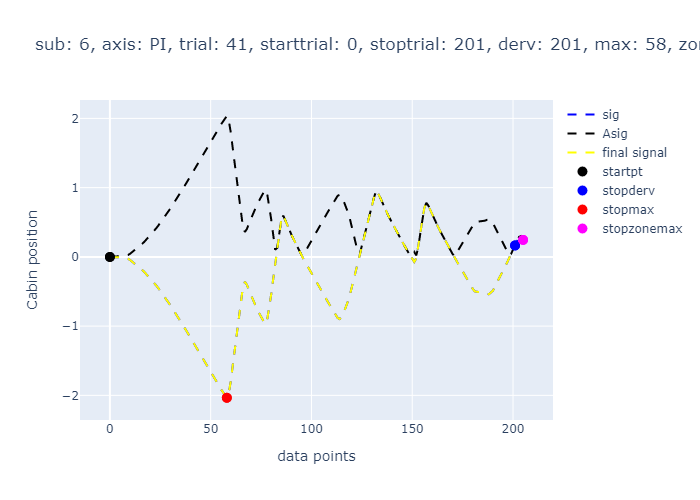 sub: 6, axis: PI, trial: 41, starttrial: 0, stoptrial: 201, derv: 201, max: 58,
sig
Asig
final signal
startpt
stopderv
stopmax
stopzonemax
Cabin position
2
1
0
−1
−2
0
50
100
150
200
data points